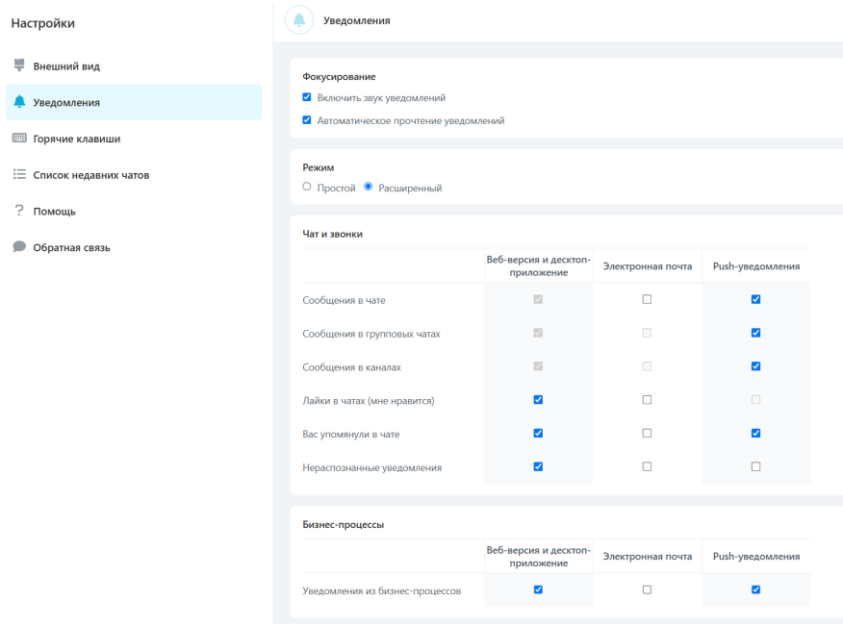 Настройки
Внешний вид
Уведомления
Горячие клавиши
Список недавних чатов
Помощь
Обратная связь
Уведомления
Фокусирование
Включить звук уведомлений
Автоматическое прочтение уведомлений
Режим
Простой Расширенный
Чат и звонки
Веб-версия и десктоп-
приложение
Электронная почта
Push-уведомления
Сообщения в чате
Сообщения в групповых чатах
Сообщения в каналах
Лайки в чатах (мне нравится)
Вас упомянули в чате
Нераспознанные уведомления
Бизнес-процессы
Веб-версия и десктоп-
приложение
Электронная почта
Push-уведомления
Уведомления из бизнес-процессов